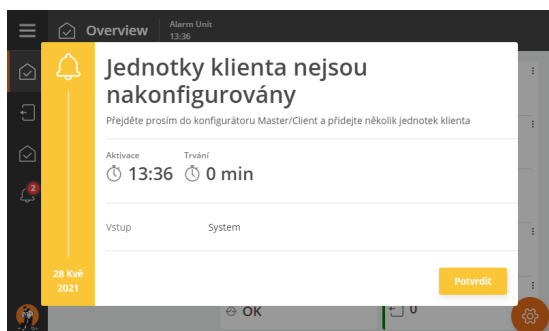 Overview
Alarm Unit
13:36
Jednotky klienta nejsou
nakonfigurovány
Přejděte prosím do konfigurátoru Master/Client a přidejte několik jednotek klienta
Aktivace
Trvání
13:36
0 min
2
Vstup
System
28 Kvě
2021
Potvrdit
OK
0